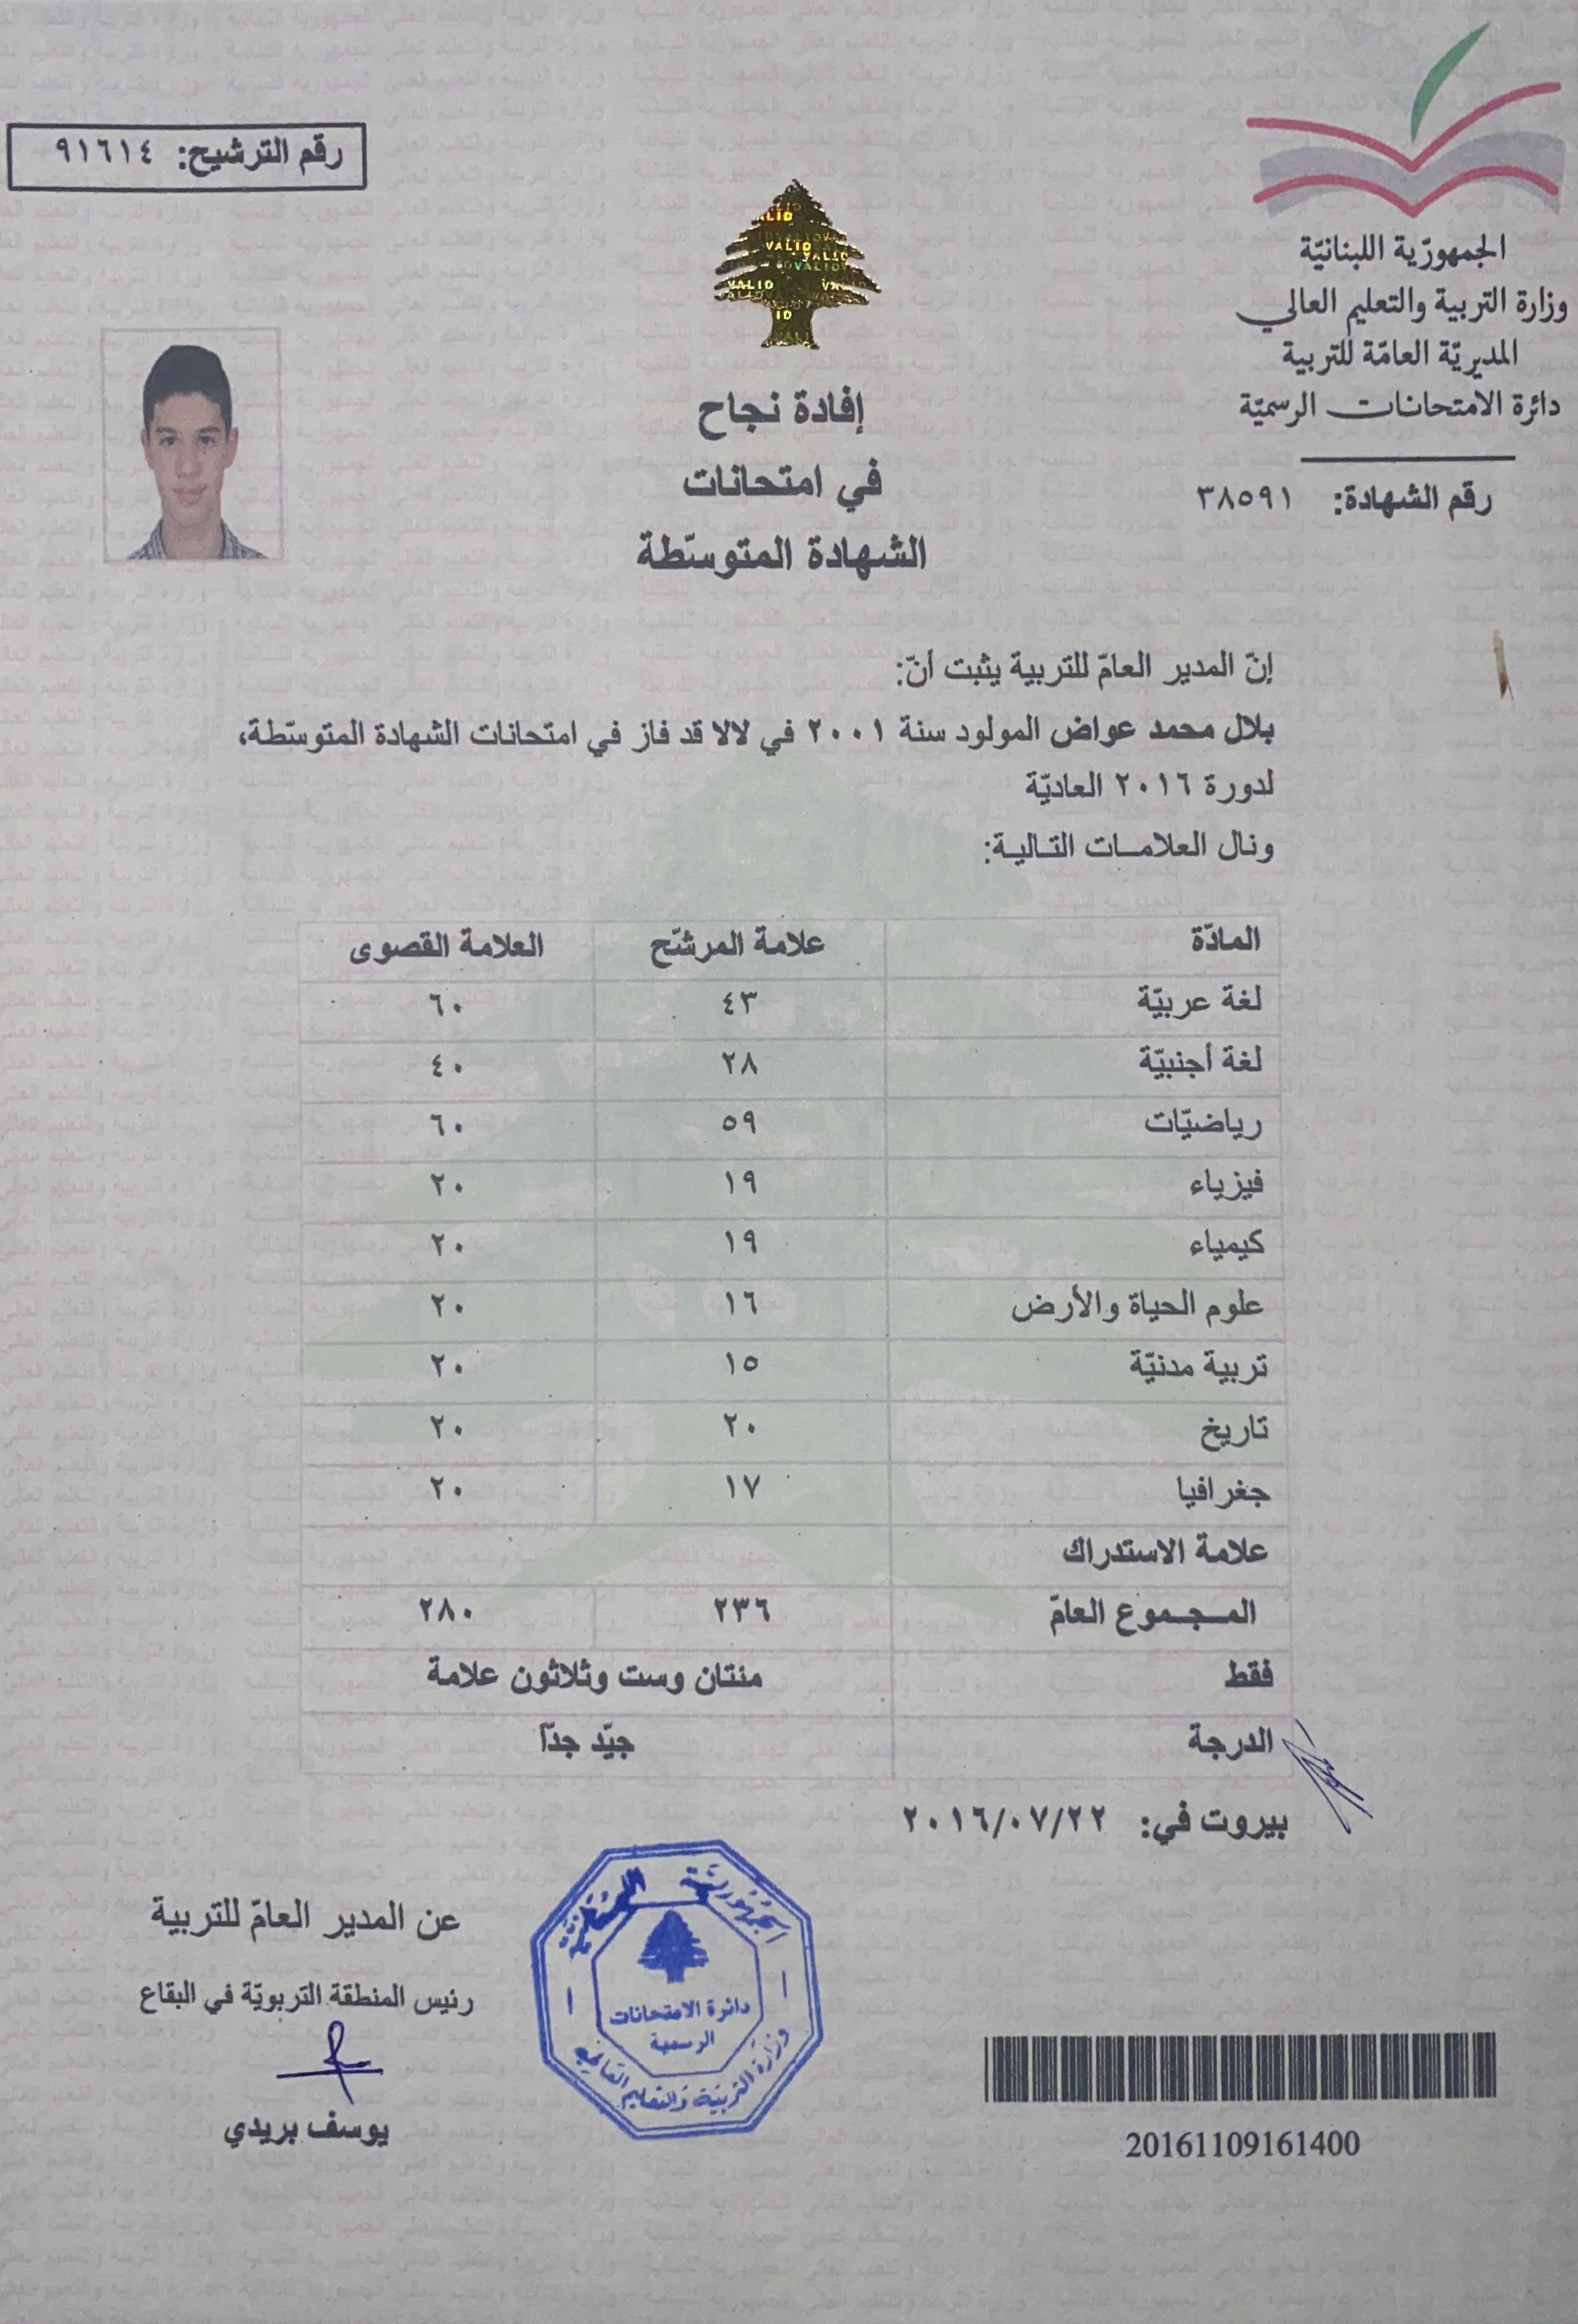 الجمهوريّة اللبنانيّة
وزارة التربية والتعليم العالي
المديريّة العامّة للتربية
دائرة الامتحانات الرسميّة
رقم الشهادة: ٣٨٥٩١
رقم الترشيح: ٩١٦١٤
VALID
إفادة نجاح
في امتحانات
الشهادة المتوسّطة
إنّ المدير العامّ للتربية يثبت أنّ:
بلال محمد عواض المولود سنة ٢٠٠١ في لالا قد فاز في امتحانات الشهادة المتوسّطة،
لدورة ٢٠١٦ العاديّة
ونال العلامات التالية:
المادّة علامة المرشّح العلامة القصوى
لغة عربيّة ٤٣ ٦٠
لغة أجنبيّة ٢٨ ٤٠
رياضيّات ٥٩ ٦٠
فيزياء ١٩ ٢٠
كيمياء ١٩ ٢٠
علوم الحياة والأرض ١٦ ٢٠
تربية مدنيّة ١٥ ٢٠
تاريخ ٢٠ ٢٠
جغرافيا ١٧ ٢٠
علامة الاستدراك
المجموع العامّ ٢٣٦ ٢٨٠
فقط مئتان وست وثلاثون علامة
الدرجة جيّد جدّاً
بيروت في: ٢٠١٦/٠٧/٢٢
عن المدير العامّ للتربية
رئيس المنطقة التربويّة في البقاع
يوسف بريدي
الجمهورية اللبنانية
دائرة الامتحانات
الرسمية
وزارة التربية والتعليم العالي
20161109161400